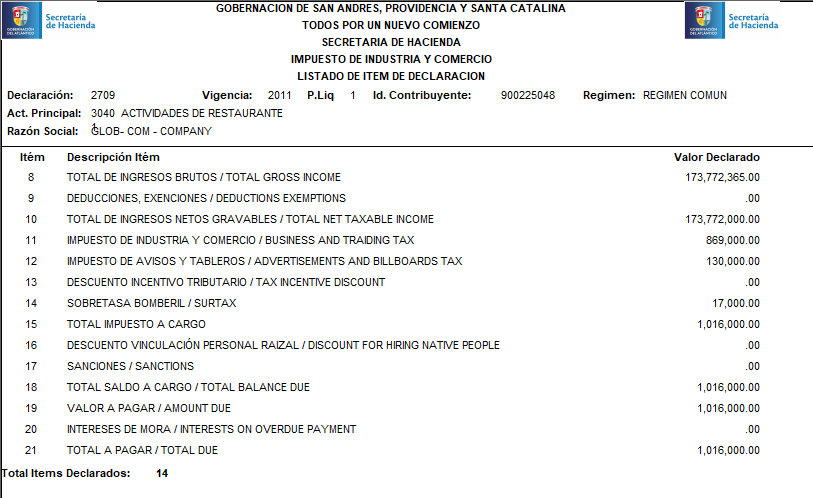 GOBERNACION DE SAN ANDRES, PROVIDENCIA Y SANTA CATALINA
GOBERNACIÓN DEL ATLÁNTICO Secretaría de Hacienda
GOBERNACIÓN DEL ATLÁNTICO Secretaría de Hacienda
TODOS POR UN NUEVO COMIENZO
SECRETARIA DE HACIENDA
IMPUESTO DE INDUSTRIA Y COMERCIO
LISTADO DE ITEM DE DECLARACION
Declaración: 2709 Vigencia: 2011 P.Liq 1 Id. Contribuyente: 900225048 Regimen: REGIMEN COMUN
Act. Principal: 3040 ACTIVIDADES DE RESTAURANTE
1
Razón Social: GLOB- COM - COMPANY
Itém Descripción Itém Valor Declarado
8 TOTAL DE INGRESOS BRUTOS / TOTAL GROSS INCOME 173,772,365.00
9 DEDUCCIONES, EXENCIONES / DEDUCTIONS EXEMPTIONS .00
10 TOTAL DE INGRESOS NETOS GRAVABLES / TOTAL NET TAXABLE INCOME 173,772,000.00
11 IMPUESTO DE INDUSTRIA Y COMERCIO / BUSINESS AND TRAIDING TAX 869,000.00
12 IMPUESTO DE AVISOS Y TABLEROS / ADVERTISEMENTS AND BILLBOARDS TAX 130,000.00
13 DESCUENTO INCENTIVO TRIBUTARIO / TAX INCENTIVE DISCOUNT .00
14 SOBRETASA BOMBERIL / SURTAX 17,000.00
15 TOTAL IMPUESTO A CARGO 1,016,000.00
16 DESCUENTO VINCULACIÓN PERSONAL RAIZAL / DISCOUNT FOR HIRING NATIVE PEOPLE .00
17 SANCIONES / SANCTIONS .00
18 TOTAL SALDO A CARGO / TOTAL BALANCE DUE 1,016,000.00
19 VALOR A PAGAR / AMOUNT DUE 1,016,000.00
20 INTERESES DE MORA / INTERESTS ON OVERDUE PAYMENT .00
21 TOTAL A PAGAR / TOTAL DUE 1,016,000.00
Total Items Declarados: 14